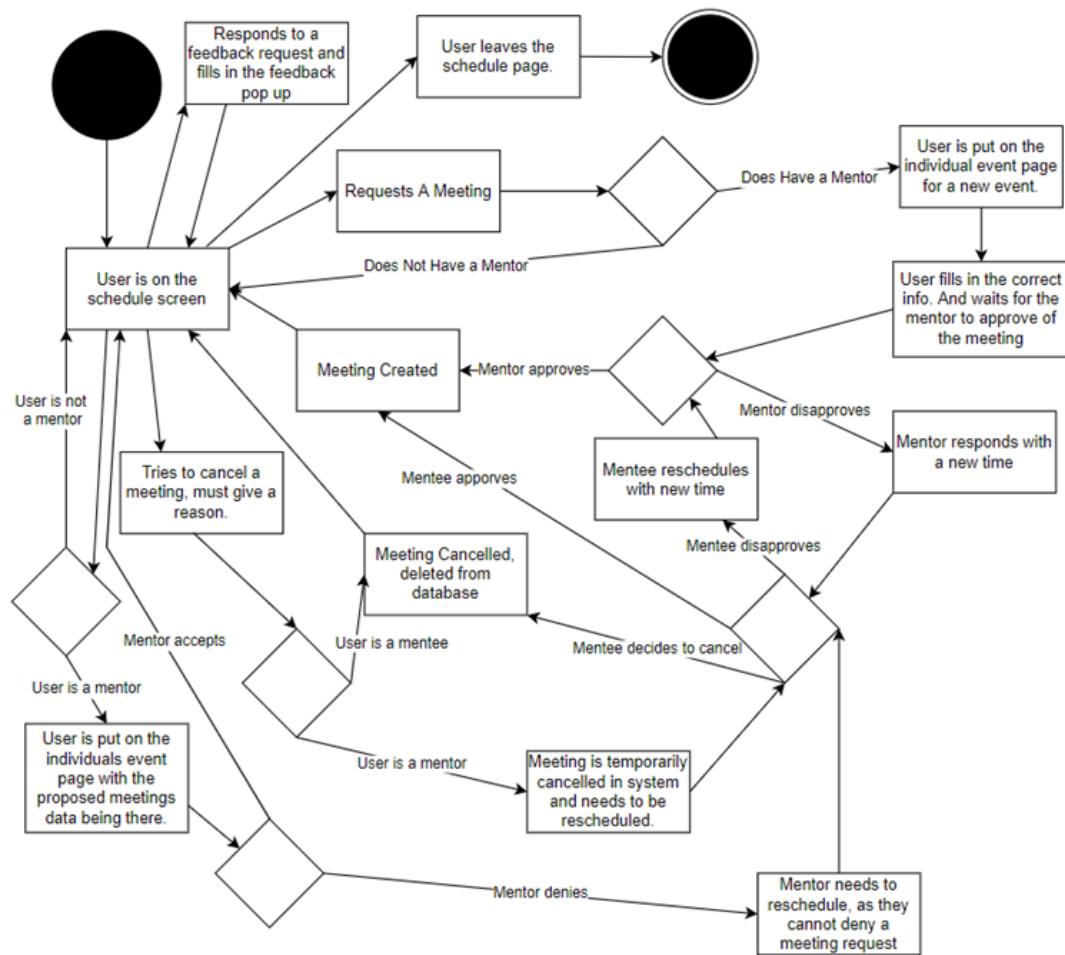 Responds to a
feedback request and
fills in the feedback
pop up
User leaves the
schedule page.
Requests A Meeting
Does Have a Mentor
User is put on the
individual event page
for a new event.
User is on the
schedule screen
Does Not Have a Mentor
User fills in the correct
info. And waits for the
mentor to approve of
the meeting
Meeting Created
Mentor approves
Mentor disapproves
User is not
a mentor
Tries to cancel a
meeting, must give a
reason.
Mentee apporves
Mentee reschedules
with new time
Mentor responds with
a new time
Meeting Cancelled,
deleted from
database
Mentee disapproves
Mentor accepts
User is a mentee
Mentee decides to cancel
User is a mentor
User is put on the
individuals event
page with the
proposed meetings
data being there.
User is a mentor
Meeting is temporarily
cancelled in system
and needs to be
rescheduled.
Mentor denies
Mentor needs to
reschedule, as they
cannot deny a
meeting request